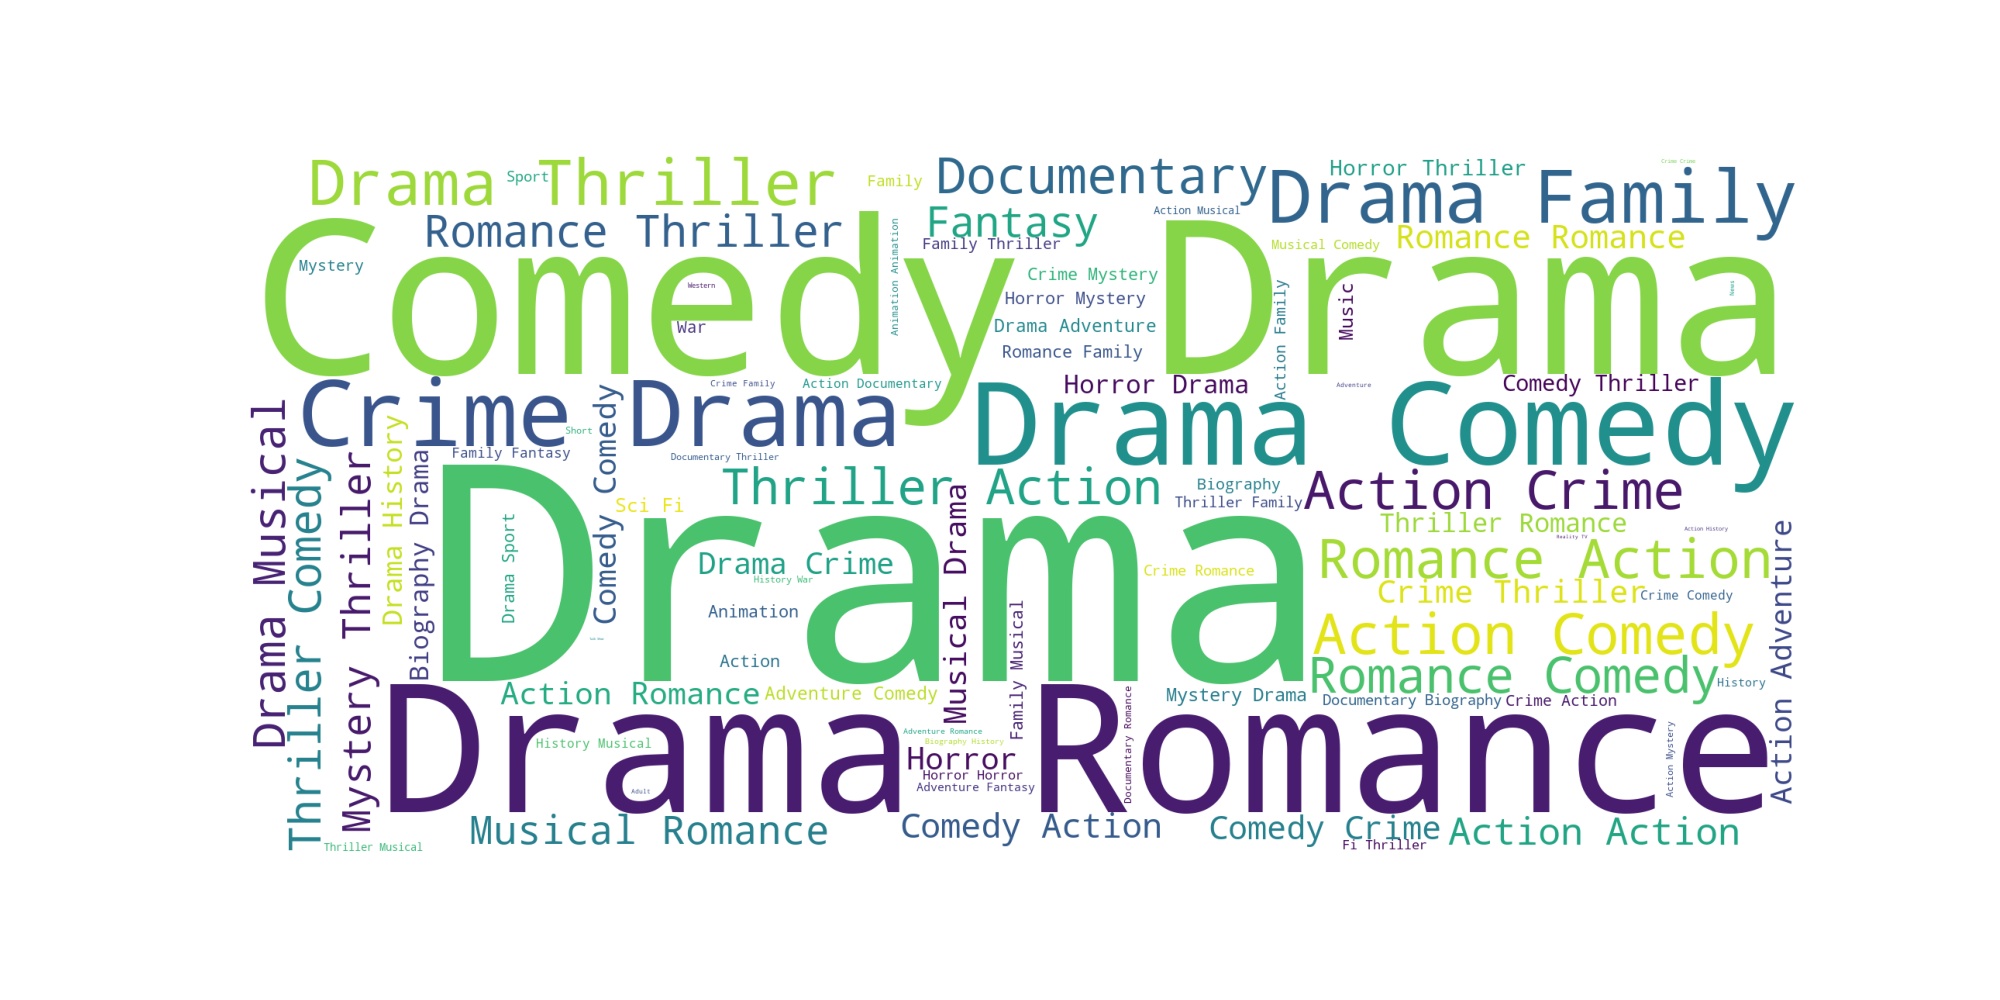 Drama Thriller
Sport
Family
Documentary
Horror Thriller
Crime Crime
Drama Family
Romance Thriller
Fantasy
Action Musical
Family Thriller
Musical Comedy
Romance Romance
Comedy Drama
Mystery
Animation Animation
Crime Mystery
Western
Horror Mystery
Action Family
Music
News
War
Drama Adventure
Romance Family
Crime Drama
Crime Family
Action Documentary
Horror Drama
Adventure
Comedy Thriller
Drama Comedy
Drama Musical
Thriller Comedy
Mystery Thriller
Drama History
Biography Drama
Short
Comedy Comedy
Family Fantasy
Documentary Thriller
Thriller Action
Biography
Thriller Family
Action Crime
Sci Fi
Drama
Drama Sport
Drama Crime
History War
Musical Drama
Crime Romance
Thriller Romance
Action History
Reality TV
Romance Action
Action Adventure
Animation
Crime Thriller
Crime Comedy
Family Musical
Action Comedy
Action
Romance Comedy
History
Action Romance
Adventure Comedy
Mystery Drama
Documentary Biography
Crime Action
Drama Romance
Documentary Romance
Adventure Romance
Biography History
History Musical
Action Mystery
Horror
Horror Horror
Adventure Fantasy
Adult
Musical Romance
Comedy Action
Comedy Crime
Action Action
Thriller Musical
Fi Thriller